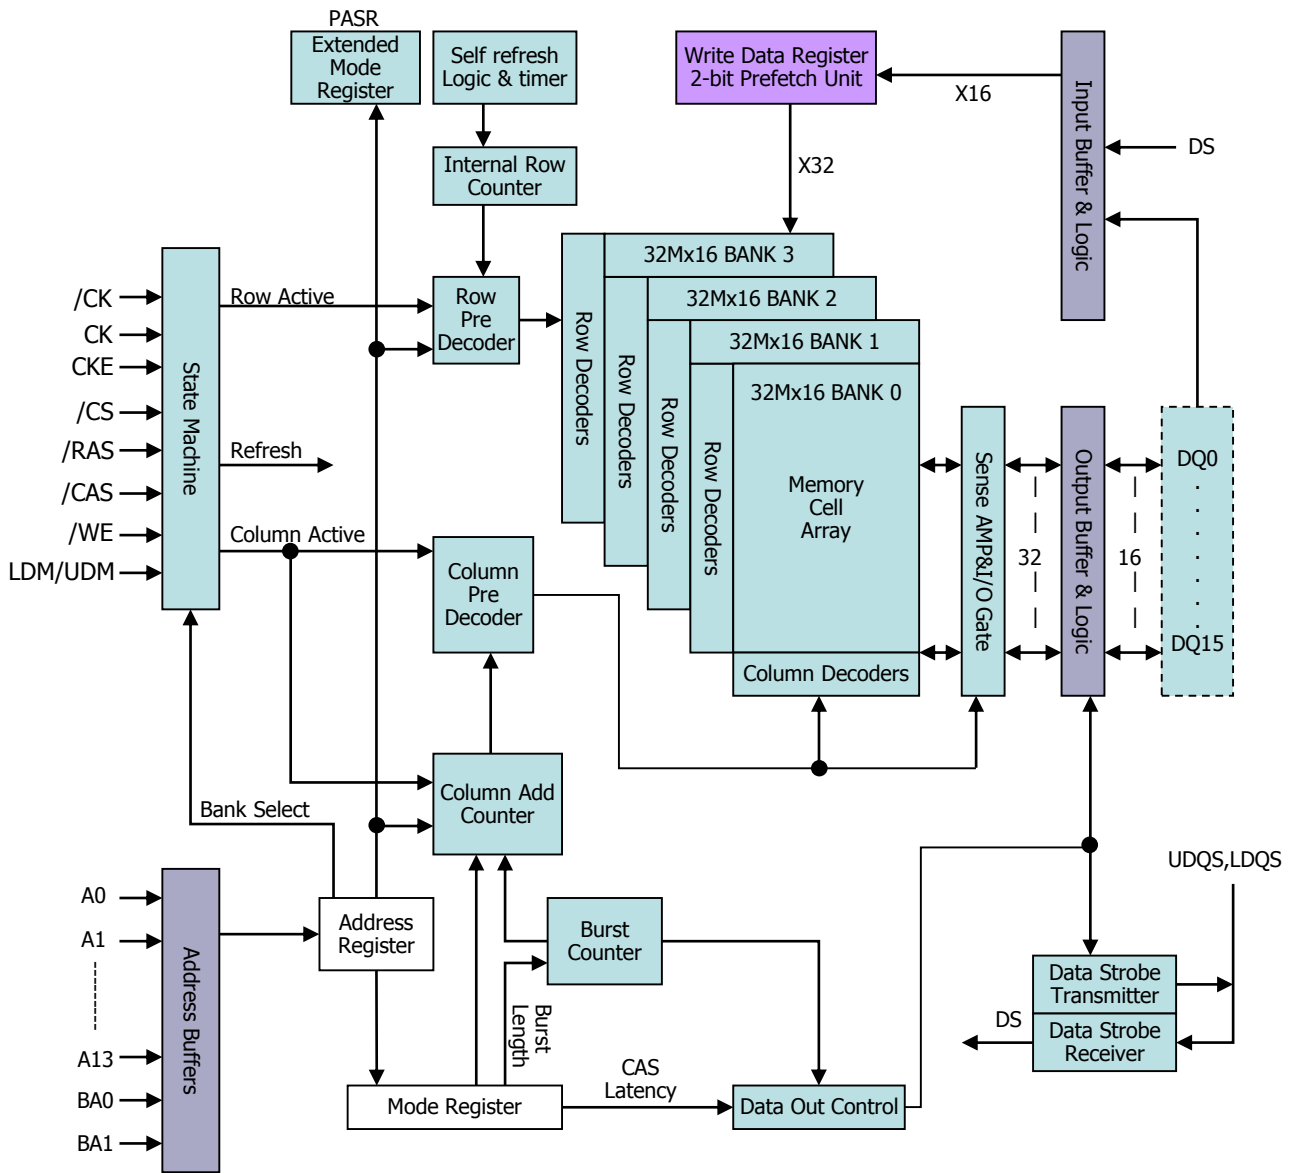 PASR
Extended
Mode
Register
Self refresh
Logic & timer
Write Data Register
2-bit Prefetch Unit
X16
Input Buffer & Logic
DS
Internal Row
Counter
X32
32Mx16 BANK 3
32Mx16 BANK 2
32Mx16 BANK 1
32Mx16 BANK 0
Row Decoders
Row Decoders
Row Decoders
Row Decoders
Memory
Cell
Array
Column Decoders
/CK
CK
CKE
/CS
/RAS
/CAS
/WE
LDM/UDM
State Machine
Row Active
Refresh
Column Active
Row
Pre
Decoder
Column
Pre
Decoder
Sense AMP&I/O Gate
32
Output Buffer & Logic
16
DQ0
DQ15
Bank Select
Column Add
Counter
A0
A1
A13
BA0
BA1
Address Buffers
Address
Register
Burst
Counter
Burst
Length
Mode Register
CAS
Latency
Data Out Control
UDQS,LDQS
Data Strobe
Transmitter
DS
Data Strobe
Receiver